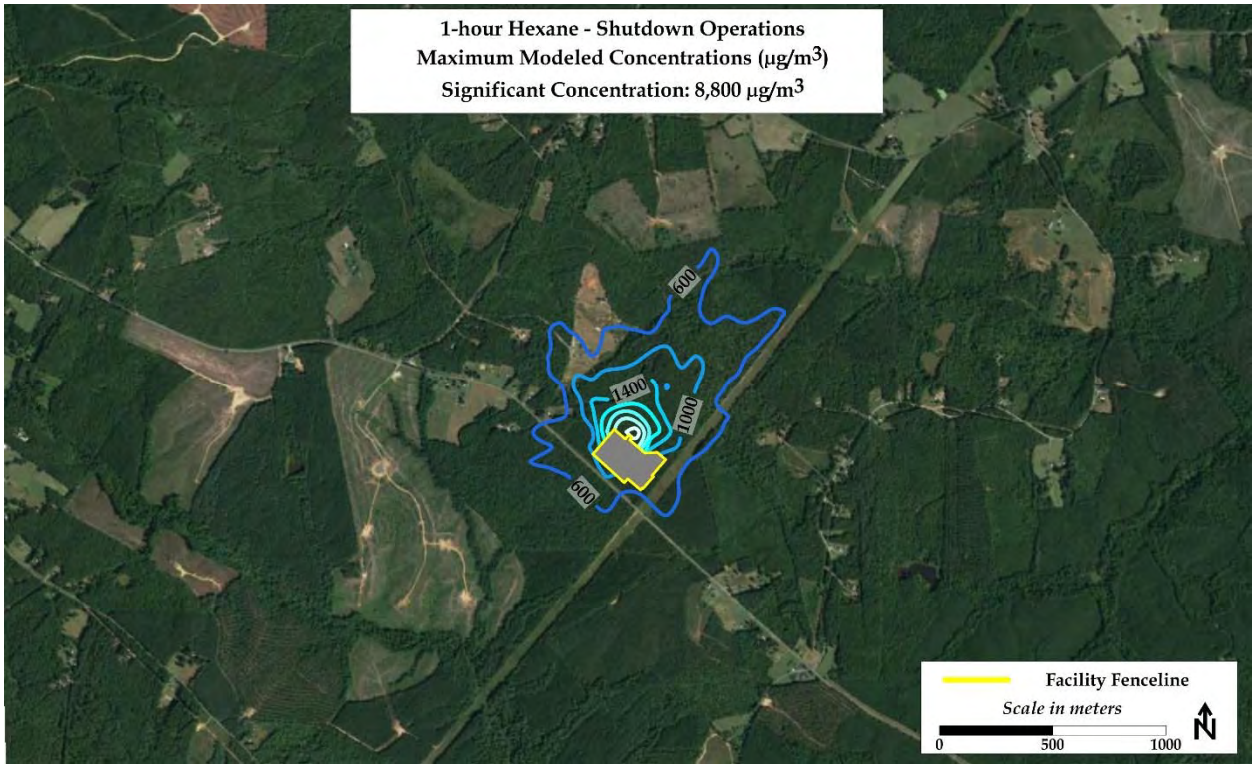 1-hour Hexane - Shutdown Operations
Maximum Modeled Concentrations (µg/m³)
Significant Concentration: 8,800 µg/m³
600
1400
1000
600
Facility Fenceline
Scale in meters
N
0 500 1000